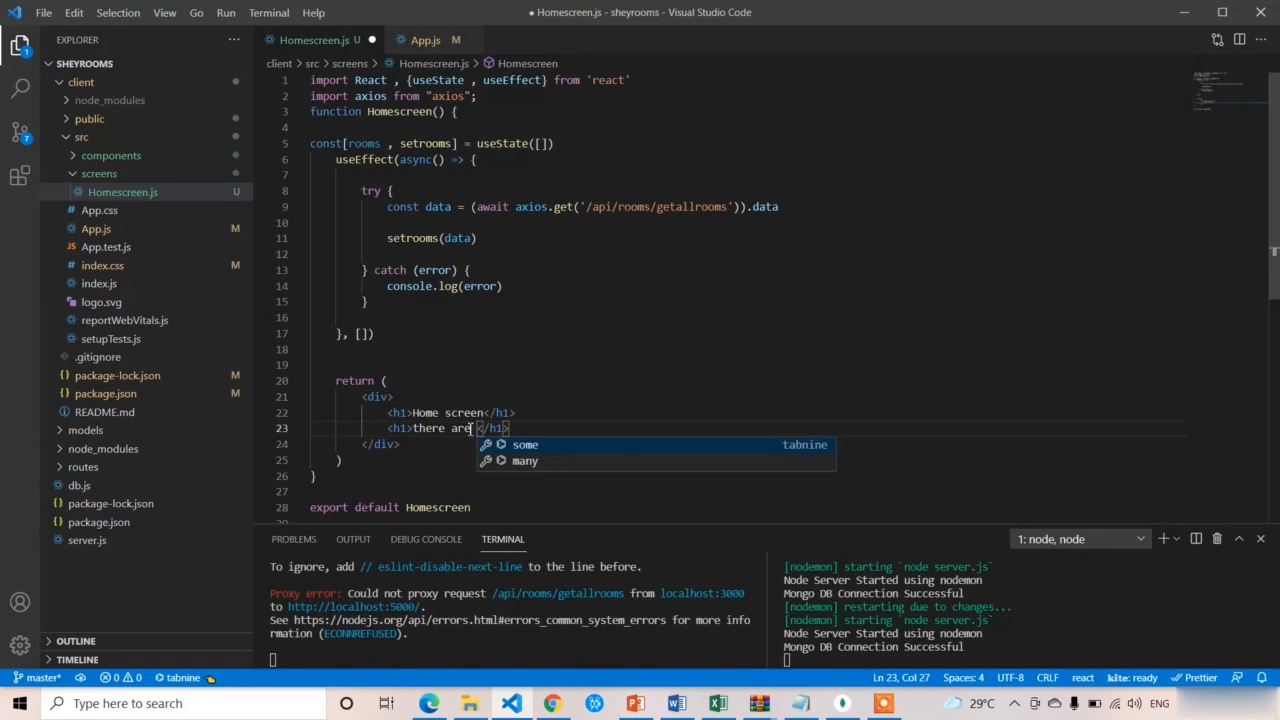 File Edit Selection View Go Run Terminal Help
● Homescreen.js - sheyrooms - Visual Studio Code
EXPLORER
SHEYROOMS
client
node_modules
public
src
components
screens
Homescreen.js U
App.css
App.js M
App.test.js
index.css M
index.js
logo.svg
reportWebVitals.js
setupTests.js
.gitignore
package-lock.json M
package.json M
README.md
models
node_modules
routes
db.js
package-lock.json
package.json
server.js
OUTLINE
TIMELINE
1
7
Homescreen.js U ●
App.js M
client > src > screens > Homescreen.js > Homescreen
1 import React , {useState , useEffect} from 'react'
2 import axios from "axios";
3 function Homescreen() {
4
5 const[rooms , setrooms] = useState([])
6 useEffect(async() => {
7
8 try {
9 const data = (await axios.get('/api/rooms/getallrooms')).data
10
11 setrooms(data)
12
13 } catch (error) {
14 console.log(error)
15 }
16
17 }, [])
18
19
20 return (
21 <div>
22 <h1>Home screen</h1>
23 <h1>there are </h1>
24 </div>
25 )
26 }
27
28 export default Homescreen
some tabnine
many
PROBLEMS OUTPUT DEBUG CONSOLE TERMINAL
1: node, node
To ignore, add // eslint-disable-next-line to the line before.
Proxy error: Could not proxy request /api/rooms/getallrooms from localhost:3000
to http://localhost:5000/.
See https://nodejs.org/api/errors.html#errors_common_system_errors for more info
rmation (ECONNREFUSED).
[nodemon] starting `node server.js`
Node Server Started using nodemon
Mongo DB Connection Successful
[nodemon] restarting due to changes...
[nodemon] starting `node server.js`
Node Server Started using nodemon
Mongo DB Connection Successful
master* 0 0 tabnine
Ln 23, Col 27 Spaces: 4 UTF-8 CRLF react kite: ready Prettier
Type here to search
29°C ENG